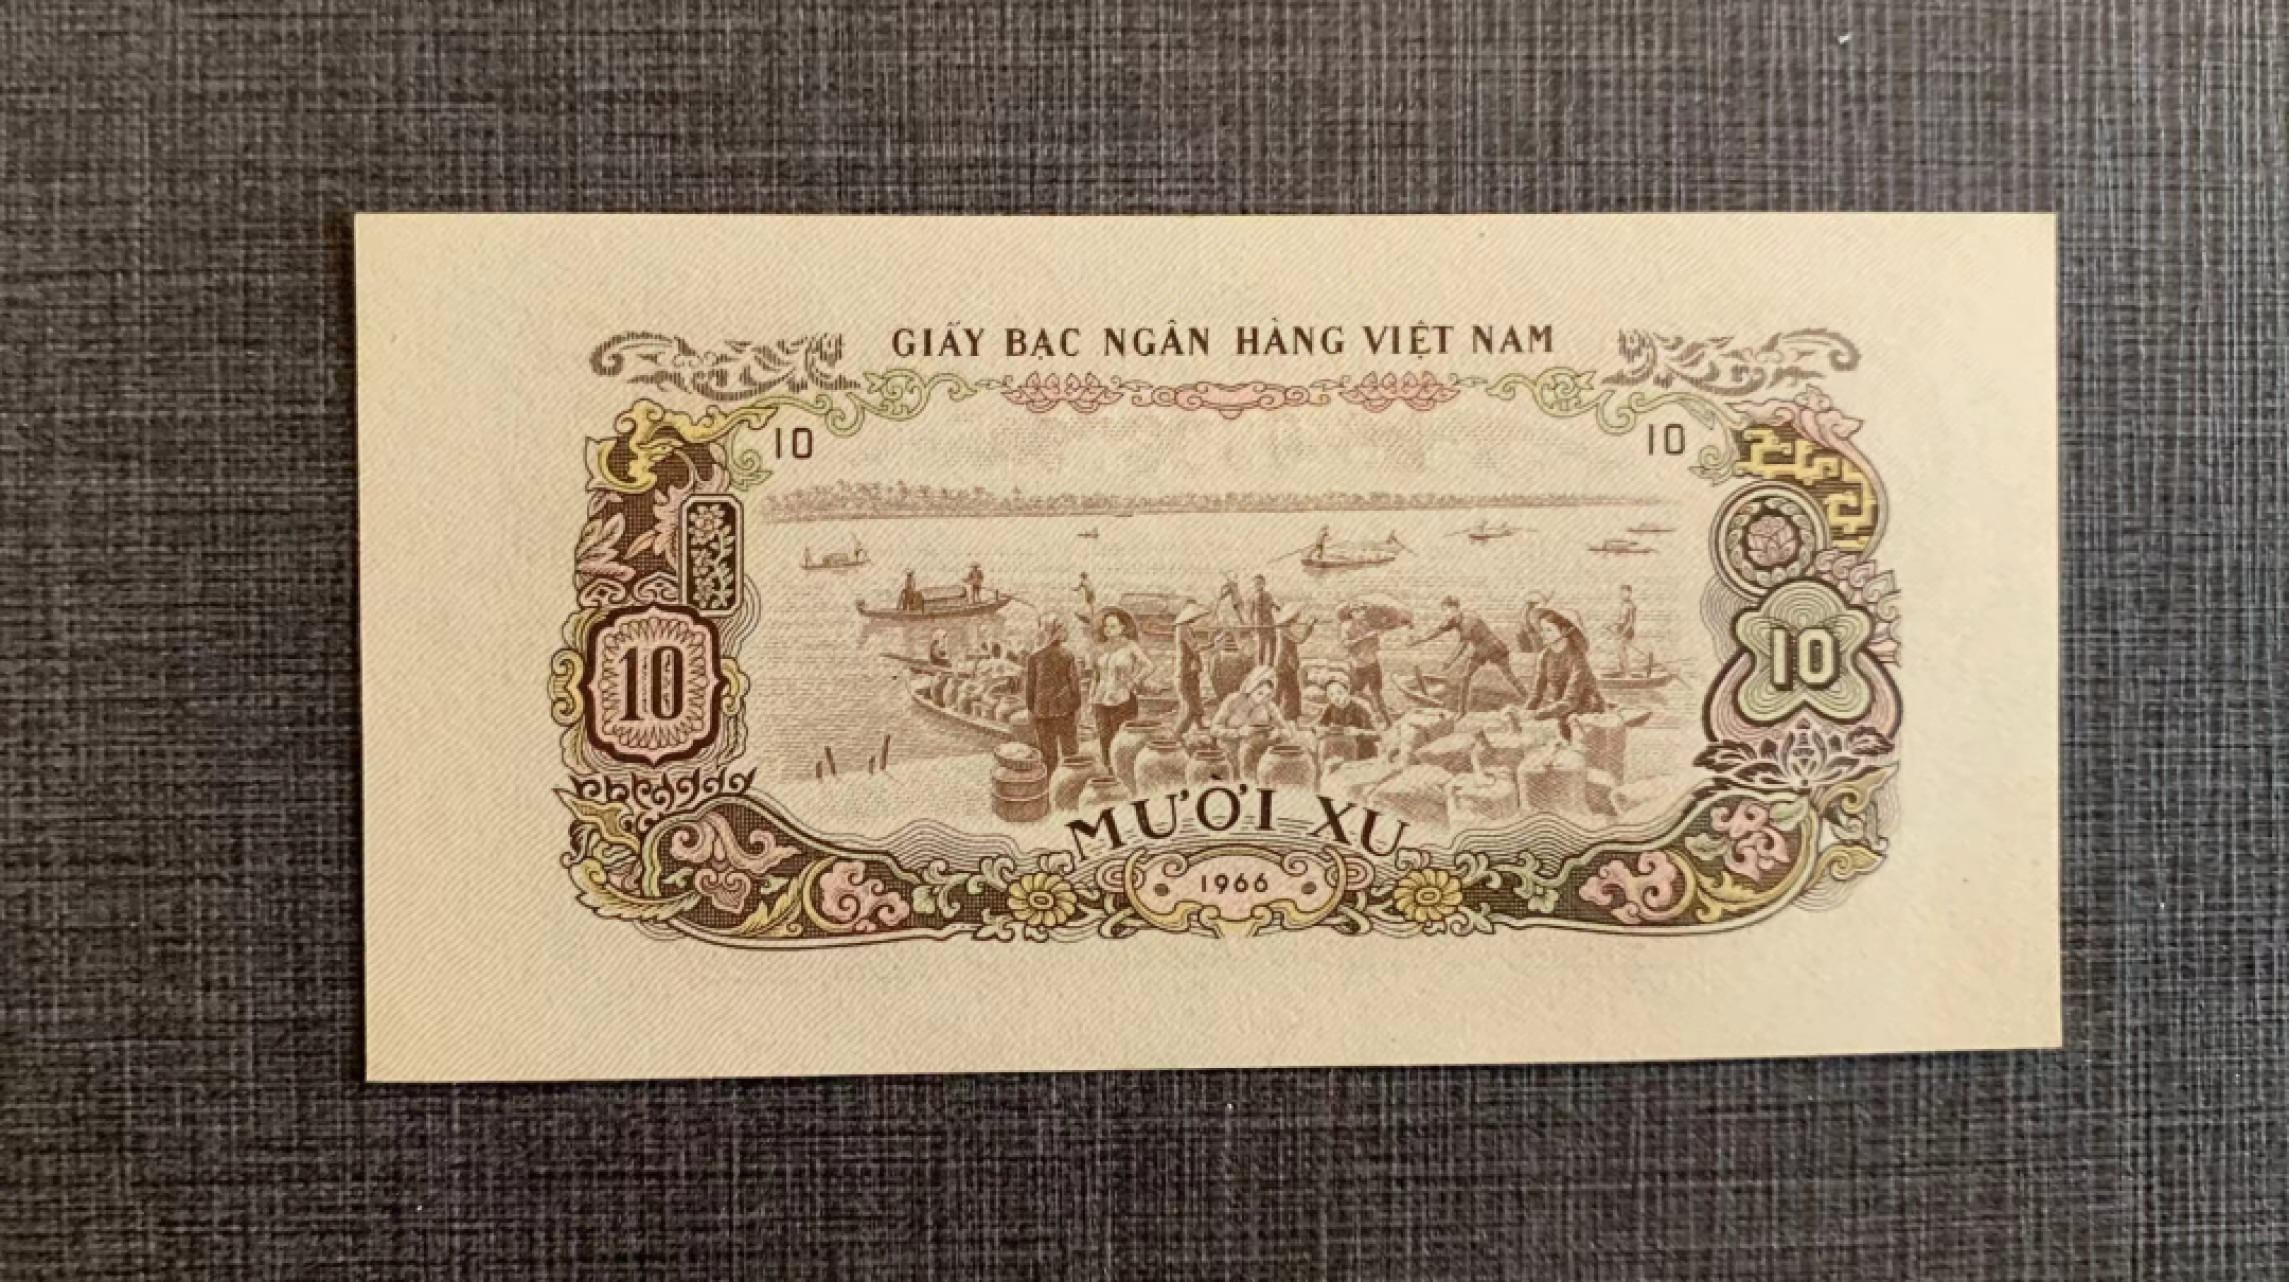 GIẤY BẠC NGÂN HÀNG VIỆT NAM
10 10
10 10
MƯỜI XU
1966